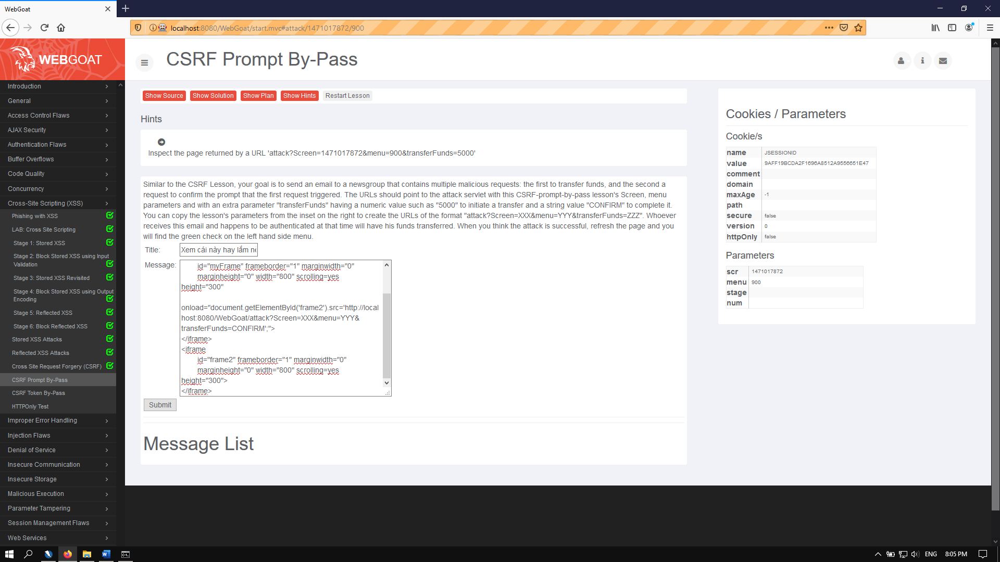 WebGoat
localhost:8080/WebGoat/start.mvc#attack/1471017872/900
WEBGOAT
CSRF Prompt By-Pass
Introduction
General
Access Control Flaws
AJAX Security
Authentication Flaws
Buffer Overflows
Code Quality
Concurrency
Cross-Site Scripting (XSS)
Phishing with XSS
LAB: Cross Site Scripting
Stage 1: Stored XSS
Stage 2: Block Stored XSS using Input
Validation
Stage 3: Stored XSS Revisited
Stage 4: Block Stored XSS using Output
Encoding
Stage 5: Reflected XSS
Stage 6: Block Reflected XSS
Stored XSS Attacks
Reflected XSS Attacks
Cross Site Request Forgery (CSRF)
CSRF Prompt By-Pass
CSRF Token By-Pass
HTTPOnly Test
Improper Error Handling
Injection Flaws
Denial of Service
Insecure Communication
Insecure Storage
Malicious Execution
Parameter Tampering
Session Management Flaws
Web Services
Show Source
Show Solution
Show Plan
Show Hints
Restart Lesson
Hints
Inspect the page returned by a URL 'attack?Screen=1471017872&menu=900&transferFunds=5000'
Similar to the CSRF Lesson, your goal is to send an email to a newsgroup that contains multiple malicious requests: the first to transfer funds, and the second a
request to confirm the prompt that the first request triggered. The URLs should point to the attack servlet with this CSRF-prompt-by-pass lesson's Screen, menu
parameters and with an extra parameter "transferFunds" having a numeric value such as "5000" to initiate a transfer and a string value "CONFIRM" to complete it.
You can copy the lesson's parameters from the inset on the right to create the URLs of the format "attack?Screen=XXX&menu=YYY&transferFunds=ZZZ". Whoever
receives this email and happens to be authenticated at that time will have his funds transferred. When you think the attack is successful, refresh the page and you
will find the green check on the left hand side menu.
Title:
Xem cái này hay lắm nè
Message:
id="myFrame" frameborder="1" marginwidth="0"
marginheight="0" width="800" scrolling=yes
height="300"
onload="document.getElementById('frame2').src='http://local
host:8080/WebGoat/attack?Screen=XXX&menu=YYY&
transferFunds=CONFIRM';">
</iframe>
<iframe
id="frame2" frameborder="1" marginwidth="0"
marginheight="0" width="800" scrolling=yes
height="300">
</iframe>
Submit
Message List
Cookies / Parameters
Cookie/s
name JSESSIONID
value 9AFF19BCDA2F1696A8512A9556651E47
comment
domain
maxAge -1
path
secure false
version 0
httpOnly false
Parameters
scr 1471017872
menu 900
stage
num
ENG
8:05 PM